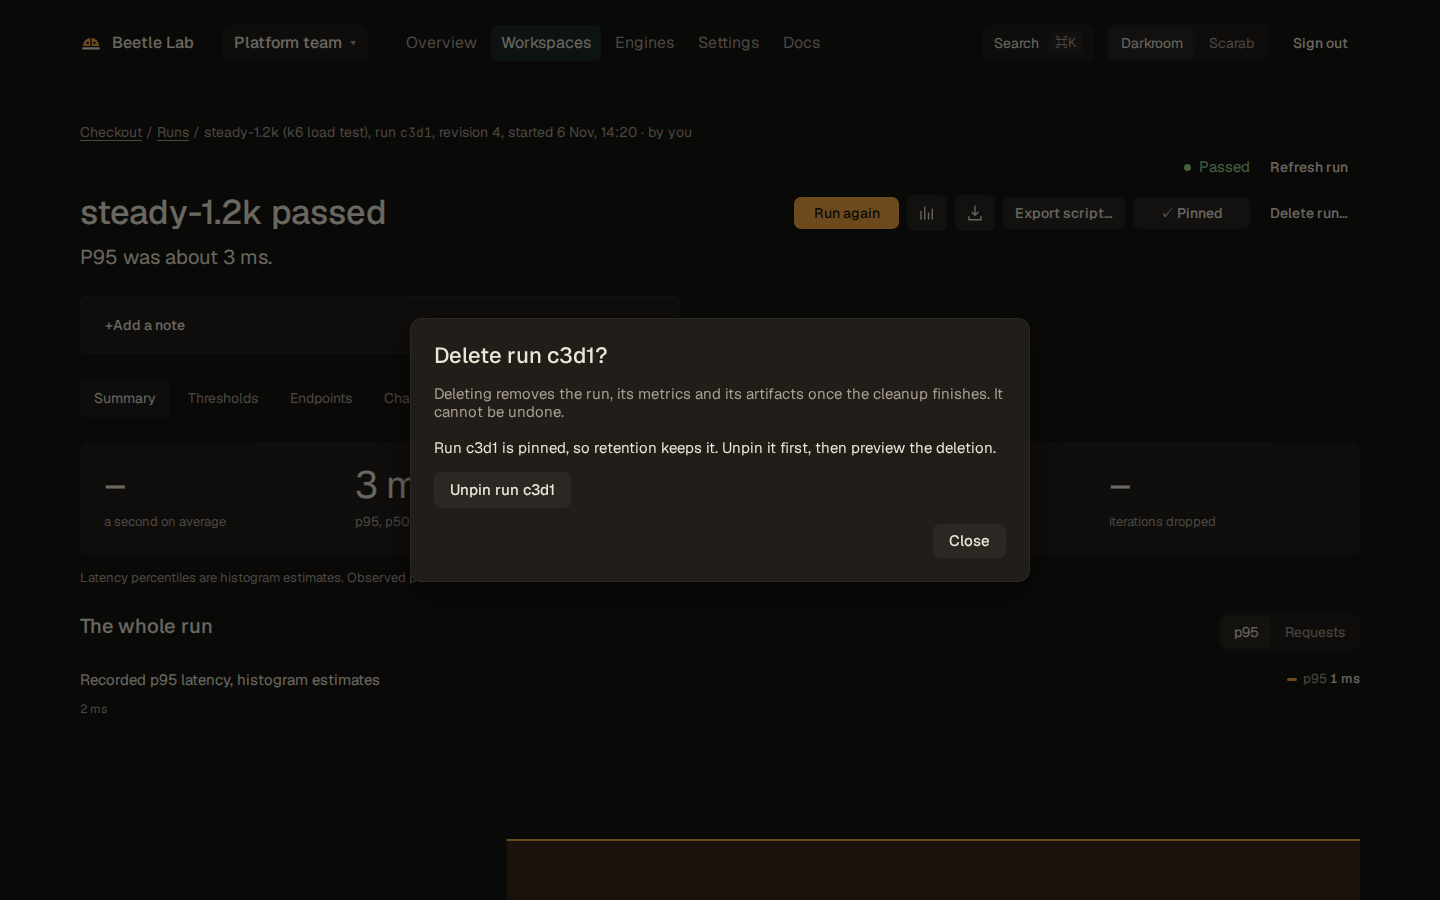 Beetle Lab
Platform team
Overview
Workspaces
Engines
Settings
Docs
Search ⌘K
Darkroom
Scarab
Sign out
Checkout / Runs / steady-1.2k (k6 load test), run c3d1, revision 4, started 6 Nov, 14:20 · by you
Passed
Refresh run
steady-1.2k passed
Run again
Export script…
✓ Pinned
Delete run…
P95 was about 3 ms.
+Add a note
Summary
Thresholds
Endpoints
Cha
Delete run c3d1?
Deleting removes the run, its metrics and its artifacts once the cleanup finishes. It
cannot be undone.
Run c3d1 is pinned, so retention keeps it. Unpin it first, then preview the deletion.
Unpin run c3d1
Close
–
a second on average
3 m
p95, p50
–
iterations dropped
Latency percentiles are histogram estimates. Observed p
The whole run
p95
Requests
Recorded p95 latency, histogram estimates
p95 1 ms
2 ms